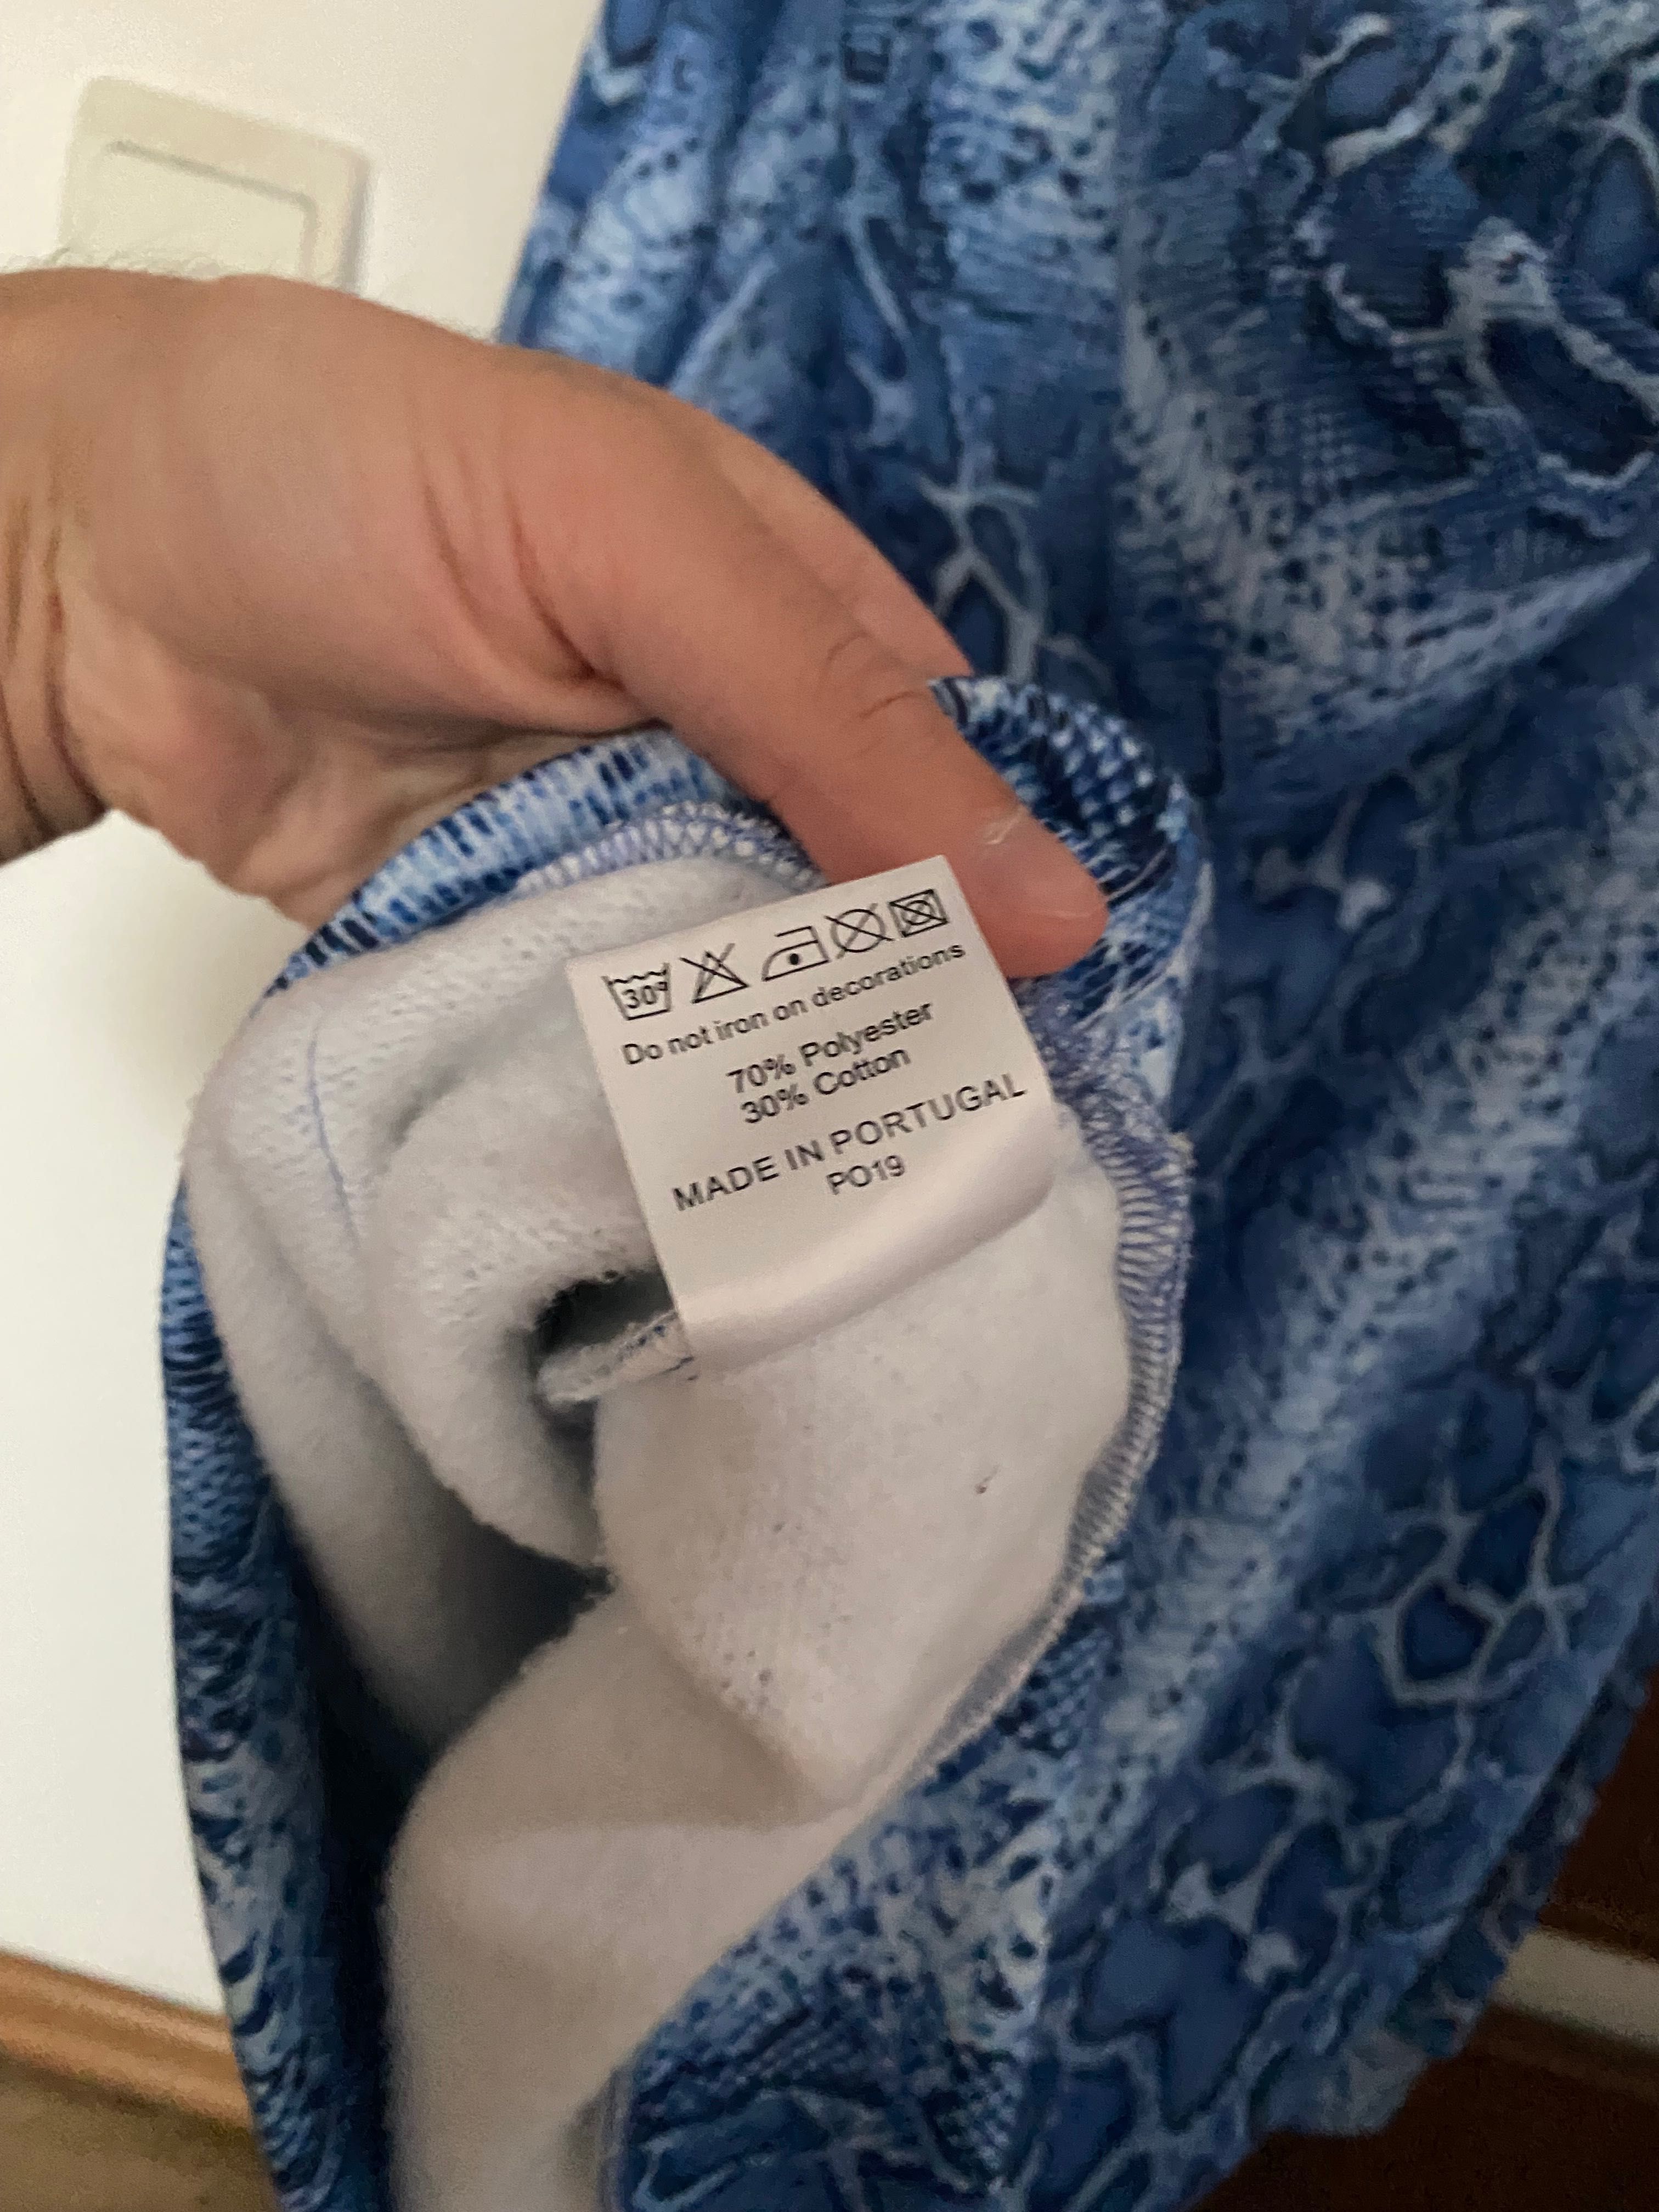 30°
Do not iron on decorations
70% Polyester
30% Cotton
MADE IN PORTUGAL
PO19